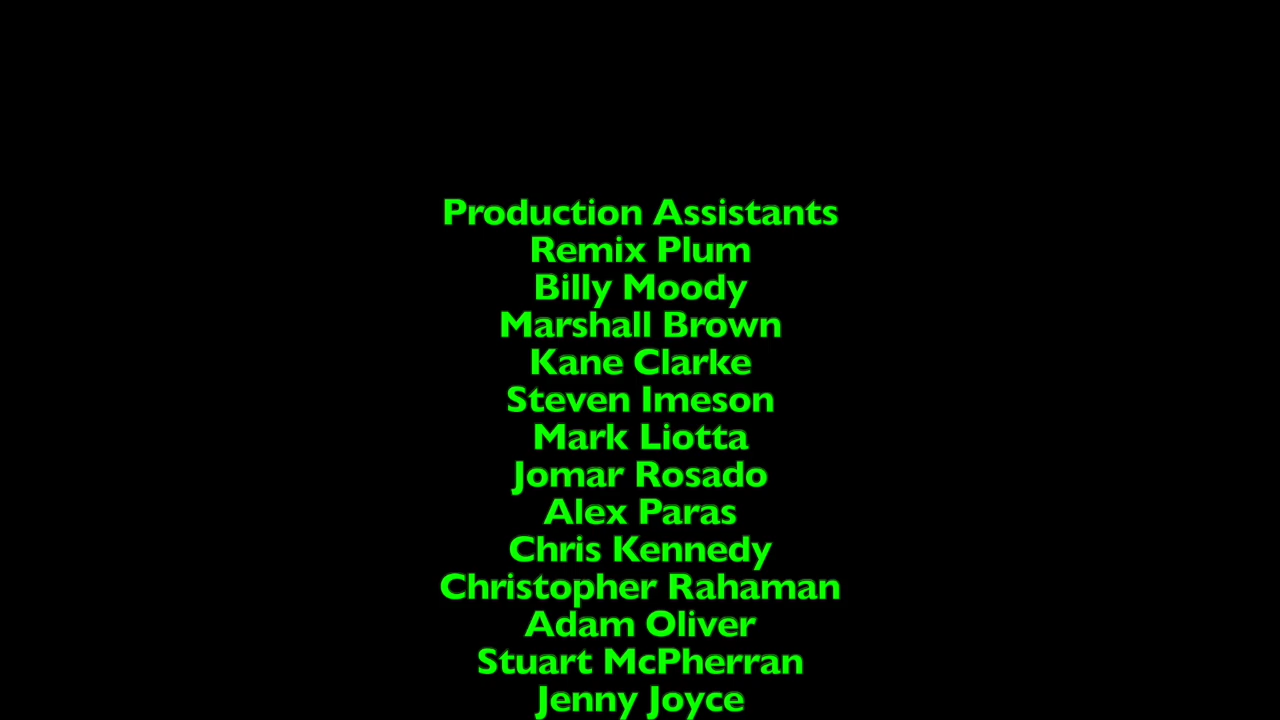 Production Assistants
Remix Plum
Billy Moody
Marshall Brown
Kane Clarke
Steven Imeson
Mark Liotta
Jomar Rosado
Alex Paras
Chris Kennedy
Christopher Rahaman
Adam Oliver
Stuart McPherran
Jenny Joyce